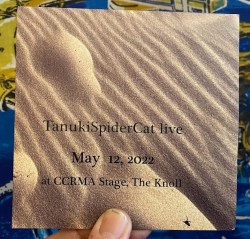 TanukiSpiderCat live
May 12, 2022
at CCRMA Stage, The Knoll